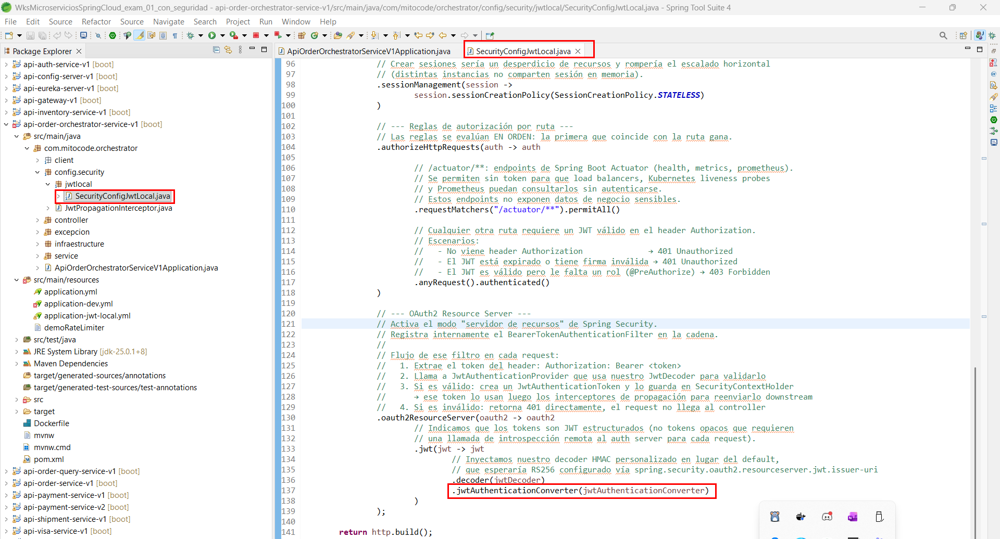 WksMicroserviciosSpringCloud_exam_01_con_seguridad - api-order-orchestrator-service-v1/src/main/java/com/mitocode/orchestrator/config/security/jwtlocal/SecurityConfigJwtLocal.java - Spring Tool Suite 4
File Edit Source Refactor Source Navigate Search Project Run Window Help
Package Explorer
api-auth-service-v1 [boot]
api-config-server-v1 [boot]
api-eureka-server-v1 [boot]
api-gateway-v1 [boot]
api-inventory-service-v1 [boot]
api-order-orchestrator-service-v1 [boot]
src/main/java
com.mitocode.orchestrator
client
config.security
jwtlocal
SecurityConfigJwtLocal.java
JwtPropagationInterceptor.java
controller
excepcion
infraestructure
service
ApiOrderOrchestratorServiceV1Application.java
src/main/resources
application.yml
application-dev.yml
application-jwt-local.yml
demoRateLimiter
src/test/java
JRE System Library [jdk-25.0.1+8]
Maven Dependencies
target/generated-sources/annotations
target/generated-test-sources/test-annotations
src
target
Dockerfile
mvnw
mvnw.cmd
pom.xml
api-order-query-service-v1 [boot]
api-order-service-v1 [boot]
api-payment-service-v1 [boot]
api-payment-service-v2 [boot]
api-shipment-service-v1 [boot]
api-visa-service-v1 [boot]
ApiOrderOrchestratorServiceV1Application.java SecurityConfigJwtLocal.java
96 // Crear sesiones sería un desperdicio de recursos y rompería el escalado horizontal
97 // (distintas instancias no comparten sesión en memoria).
98 .sessionManagement(session ->
99 session.sessionCreationPolicy(SessionCreationPolicy.STATELESS)
100 )
101
102 // --- Reglas de autorización por ruta ---
103 // Las reglas se evalúan EN ORDEN: la primera que coincide con la ruta gana.
104 .authorizeHttpRequests(auth -> auth
105
106 // /actuator/**: endpoints de Spring Boot Actuator (health, metrics, prometheus).
107 // Se permiten sin token para que load balancers, Kubernetes liveness probes
108 // y Prometheus puedan consultarlos sin autenticarse.
109 // Estos endpoints no exponen datos de negocio sensibles.
110 .requestMatchers("/actuator/**").permitAll()
111
112 // Cualquier otra ruta requiere un JWT válido en el header Authorization.
113 // Escenarios:
114 // - No viene header Authorization → 401 Unauthorized
115 // - El JWT está expirado o tiene firma inválida → 401 Unauthorized
116 // - El JWT es válido pero le falta un rol (@PreAuthorize) → 403 Forbidden
117 .anyRequest().authenticated()
118 )
119
120 // --- OAuth2 Resource Server ---
121 // Activa el modo "servidor de recursos" de Spring Security.
122 // Registra internamente el BearerTokenAuthenticationFilter en la cadena.
123 //
124 // Flujo de ese filtro en cada request:
125 // 1. Extrae el token del header: Authorization: Bearer <token>
126 // 2. Llama a JwtAuthenticationProvider que usa nuestro JwtDecoder para validarlo
127 // 3. Si es válido: crea un JwtAuthenticationToken y lo guarda en SecurityContextHolder
128 // → ese token lo usan luego los interceptores de propagación para reenviarlo downstream
129 // 4. Si es inválido: retorna 401 directamente, el request no llega al controller
130 .oauth2ResourceServer(oauth2 -> oauth2
131 // Indicamos que los tokens son JWT estructurados (no tokens opacos que requieren
132 // una llamada de introspección remota al auth server para cada request).
133 .jwt(jwt -> jwt
134 // Inyectamos nuestro decoder HMAC personalizado en lugar del default,
135 // que esperaría RS256 configurado vía spring.security.oauth2.resourceserver.jwt.issuer-uri
136 .decoder(jwtDecoder)
137 .jwtAuthenticationConverter(jwtAuthenticationConverter)
138 )
139 );
140
141 return http.build();